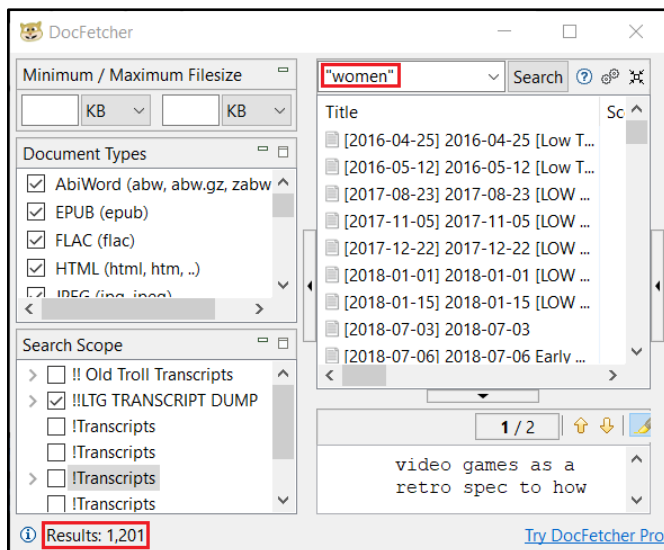 DocFetcher
Minimum / Maximum Filesize
KB KB
Document Types
AbiWord (abw, abw.gz, zabw
EPUB (epub)
FLAC (flac)
HTML (html, htm, ..)
JPEG (jpg, jpeg)
Search Scope
!! Old Troll Transcripts
!!LTG TRANSCRIPT DUMP
!Transcripts
!Transcripts
!Transcripts
!Transcripts
Results: 1,201
"women" Search
Title Sc
[2016-04-25] 2016-04-25 [Low T...
[2016-05-12] 2016-05-12 [Low T...
[2017-08-23] 2017-08-23 [LOW ...
[2017-11-05] 2017-11-05 [LOW ...
[2017-12-22] 2017-12-22 [LOW ...
[2018-01-01] 2018-01-01 [LOW ...
[2018-01-15] 2018-01-15 [LOW ...
[2018-07-03] 2018-07-03
[2018-07-06] 2018-07-06 Early ...
1 / 2
video games as a
retro spec to how
Try DocFetcher Pro